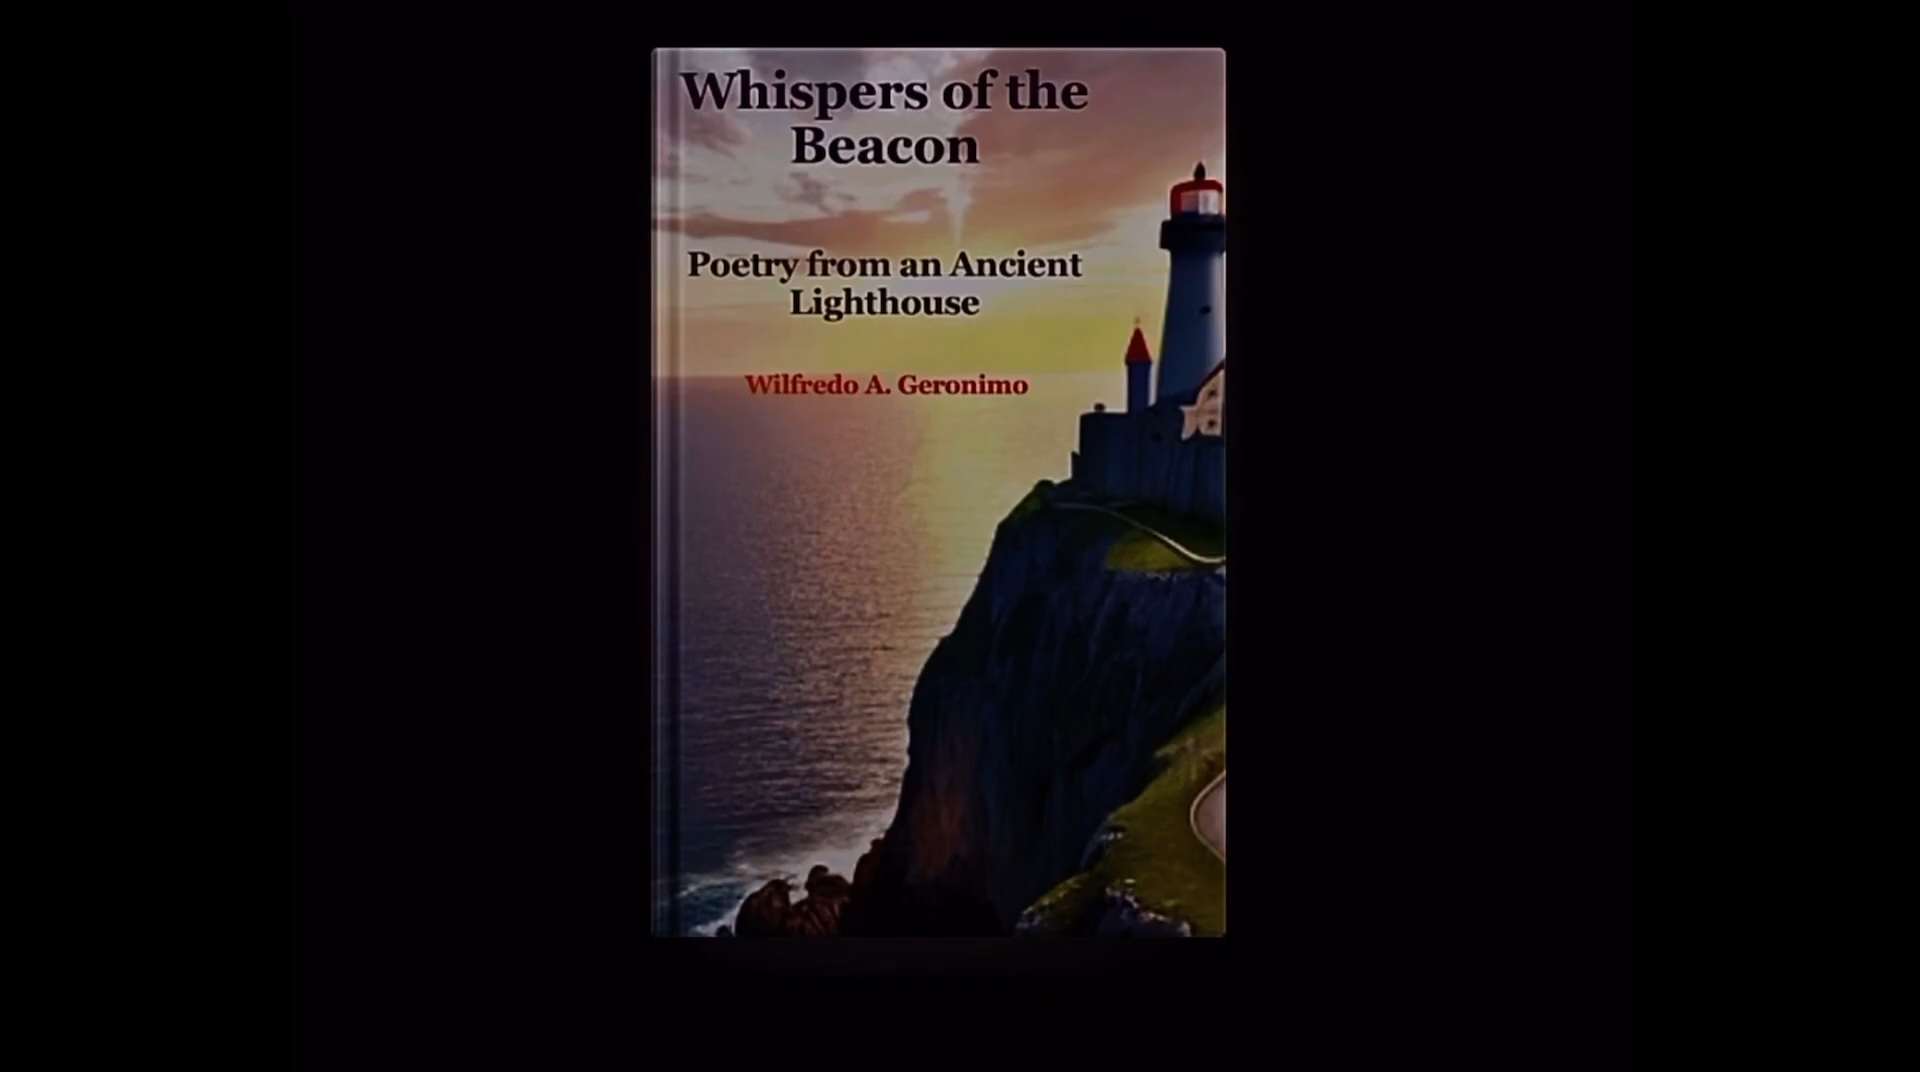 Whispers of the
Beacon
Poetry from an Ancient
Lighthouse
Wilfredo A. Geronimo